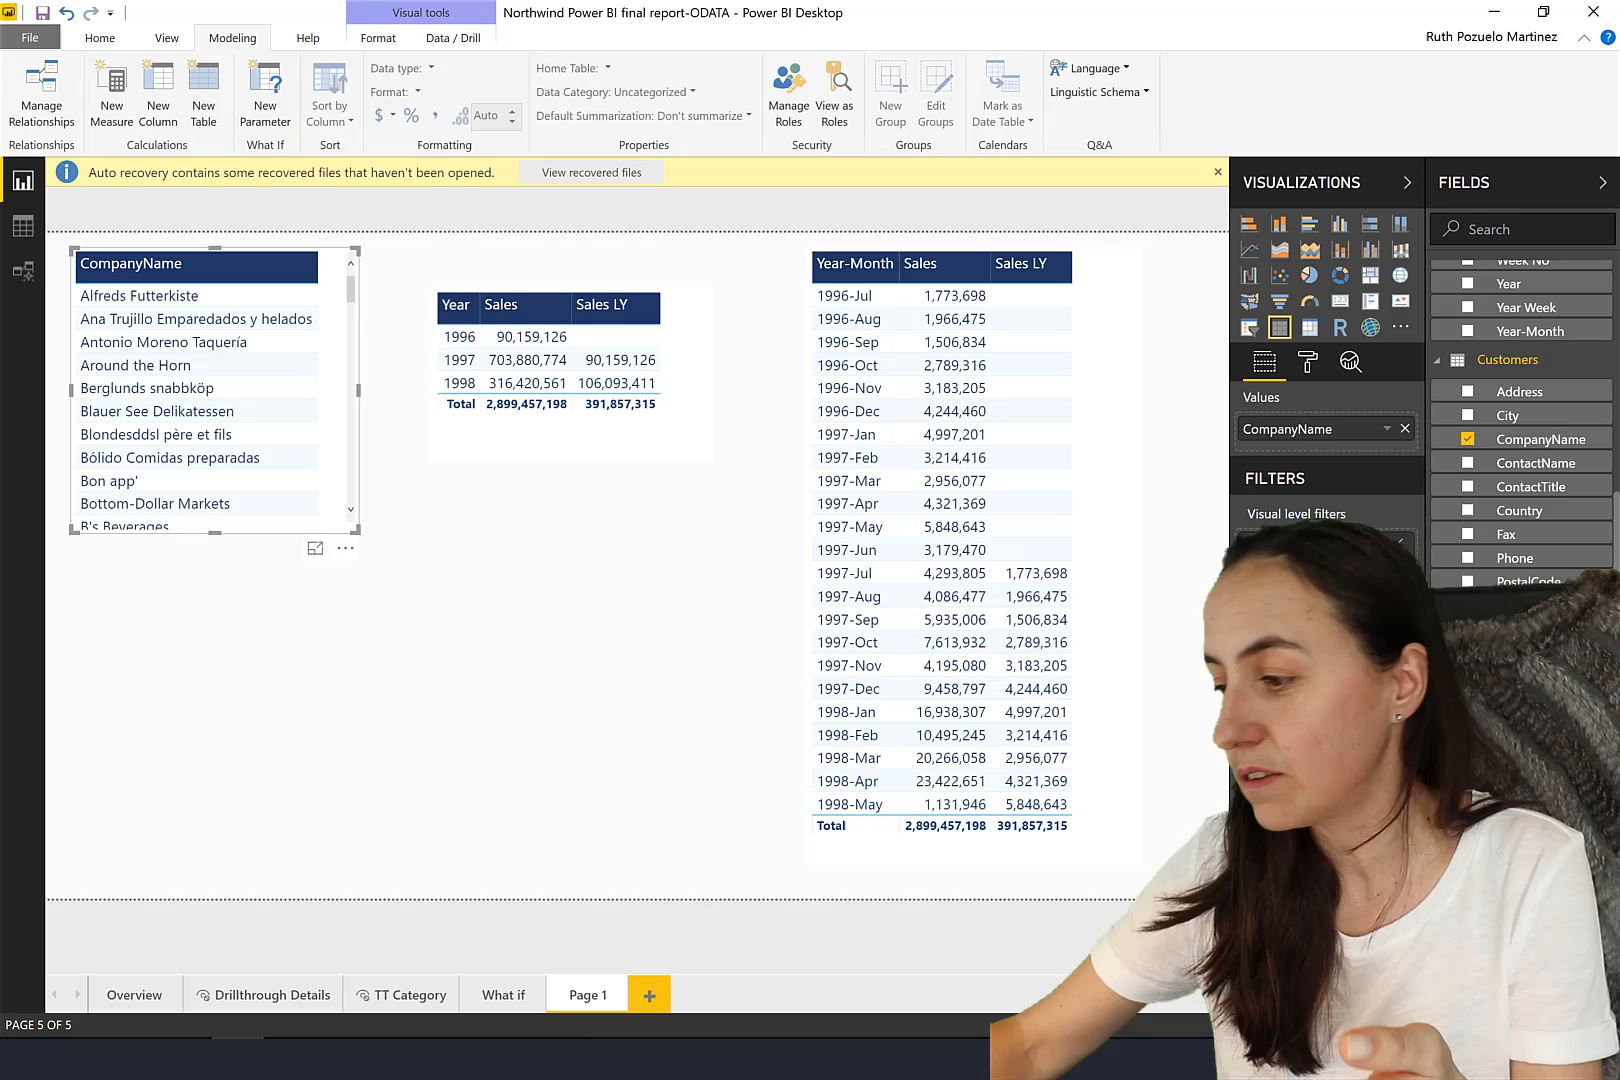 Visual tools
Northwind Power BI final report-ODATA - Power BI Desktop
File
Home
View
Modeling
Help
Format
Data / Drill
Ruth Pozuelo Martinez
Manage Relationships
New Measure
New Column
New Table
New Parameter
Sort by Column
Data type:
Format:
$ % , .00 Auto
Home Table:
Data Category: Uncategorized
Default Summarization: Don't summarize
Manage Roles
View as Roles
New Group
Edit Groups
Mark as Date Table
Language
Linguistic Schema
Relationships
Calculations
What If
Sort
Formatting
Properties
Security
Groups
Calendars
Q&A
Auto recovery contains some recovered files that haven't been opened.
View recovered files
CompanyName
Alfreds Futterkiste
Ana Trujillo Emparedados y helados
Antonio Moreno Taquería
Around the Horn
Berglunds snabbköp
Blauer See Delikatessen
Blondesddsl père et fils
Bólido Comidas preparadas
Bon app'
Bottom-Dollar Markets
B's Beverages
Year Sales Sales LY
1996 90,159,126
1997 703,880,774 90,159,126
1998 316,420,561 106,093,411
Total 2,899,457,198 391,857,315
Year-Month Sales Sales LY
1996-Jul 1,773,698
1996-Aug 1,966,475
1996-Sep 1,506,834
1996-Oct 2,789,316
1996-Nov 3,183,205
1996-Dec 4,244,460
1997-Jan 4,997,201
1997-Feb 3,214,416
1997-Mar 2,956,077
1997-Apr 4,321,369
1997-May 5,848,643
1997-Jun 3,179,470
1997-Jul 4,293,805 1,773,698
1997-Aug 4,086,477 1,966,475
1997-Sep 5,935,006 1,506,834
1997-Oct 7,613,932 2,789,316
1997-Nov 4,195,080 3,183,205
1997-Dec 9,458,797 4,244,460
1998-Jan 16,938,307 4,997,201
1998-Feb 10,495,245 3,214,416
1998-Mar 20,266,058 2,956,077
1998-Apr 23,422,651 4,321,369
1998-May 1,131,946 5,848,643
Total 2,899,457,198 391,857,315
VISUALIZATIONS
R
Values
CompanyName
FILTERS
Visual level filters
FIELDS
Search
Week No
Year
Year Week
Year-Month
Customers
Address
City
CompanyName
ContactName
ContactTitle
Country
Fax
Phone
PostalCode
Overview
Drillthrough Details
TT Category
What if
Page 1
PAGE 5 OF 5